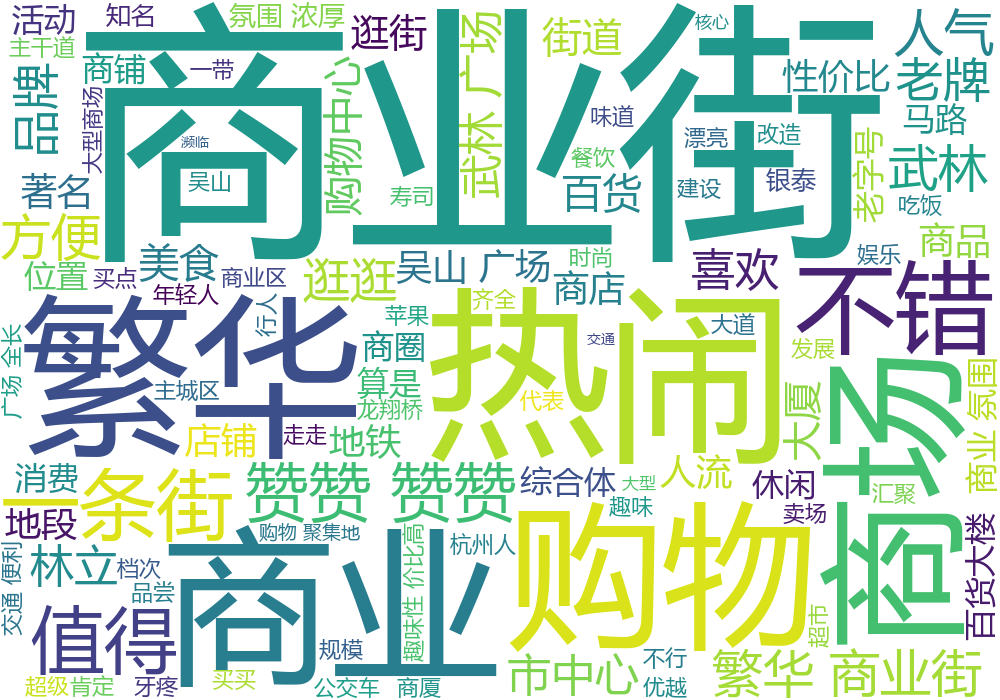 活动
知名
氛围 浓厚
主干道
商业街
逛街
街道
核心
人气
商铺
一带
购物中心
武林 广场
性价比
老牌
品牌
大型商场
濒临
味道
漂亮
改造
马路
老字号
吴山
寿司
餐饮
建设
银泰
武林
著名
百货
吃饭
方便
美食
吴山 广场
时尚
喜欢
娱乐
商品
位置
买点
商业区
逛逛
商店
不错
年轻人
行人
齐全
繁华
热闹
苹果
交通
大道
广场 全长
商圈
发展
主城区
算是
龙翔桥
代表
大厦
商场
商业 氛围
店铺
走走
地铁
消费
一条街
赞赞 赞赞
综合体
大型
人流
休闲
汇聚
地段
购物 聚集地
趣味
卖场
商业
购物
杭州人
百货大楼
交通 便利
林立
档次
品尝
趣味性 价比高
超市
值得
规模
市中心
不行
优越
繁华 商业街
超级肯定
牙疼
买买
公交车
商厦